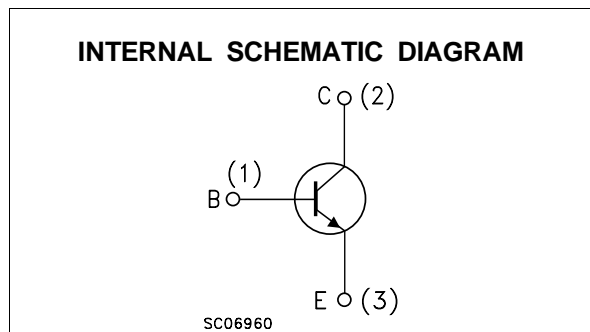 INTERNAL SCHEMATIC DIAGRAM
C (2)
(1)
B
E (3)
SC06960